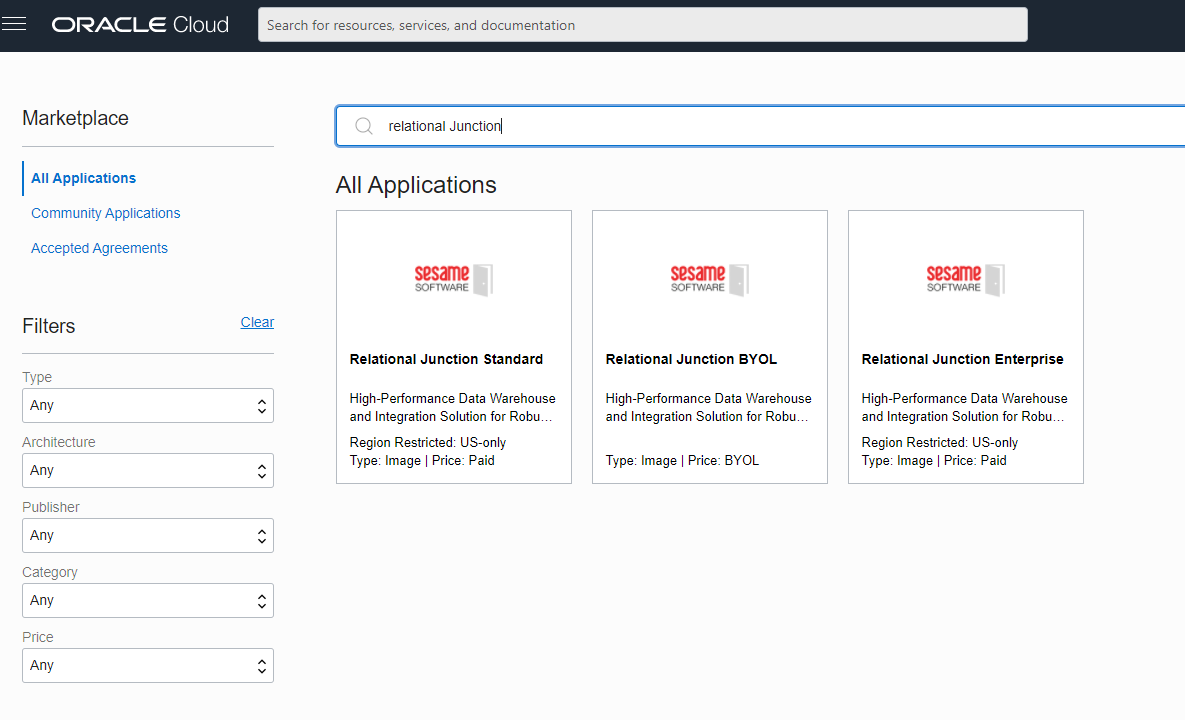 ORACLE Cloud
Search for resources, services, and documentation
Marketplace
All Applications
Community Applications
Accepted Agreements
Filters
Clear
Type
Any
Architecture
Any
Publisher
Any
Category
Any
Price
Any
relational Junction
All Applications
sesame
SOFTWARE
Relational Junction Standard
High-Performance Data Warehouse
and Integration Solution for Robu…
Region Restricted: US-only
Type: Image | Price: Paid
sesame
SOFTWARE
Relational Junction BYOL
High-Performance Data Warehouse
and Integration Solution for Robu…
Type: Image | Price: BYOL
sesame
SOFTWARE
Relational Junction Enterprise
High-Performance Data Warehouse
and Integration Solution for Robu…
Region Restricted: US-only
Type: Image | Price: Paid